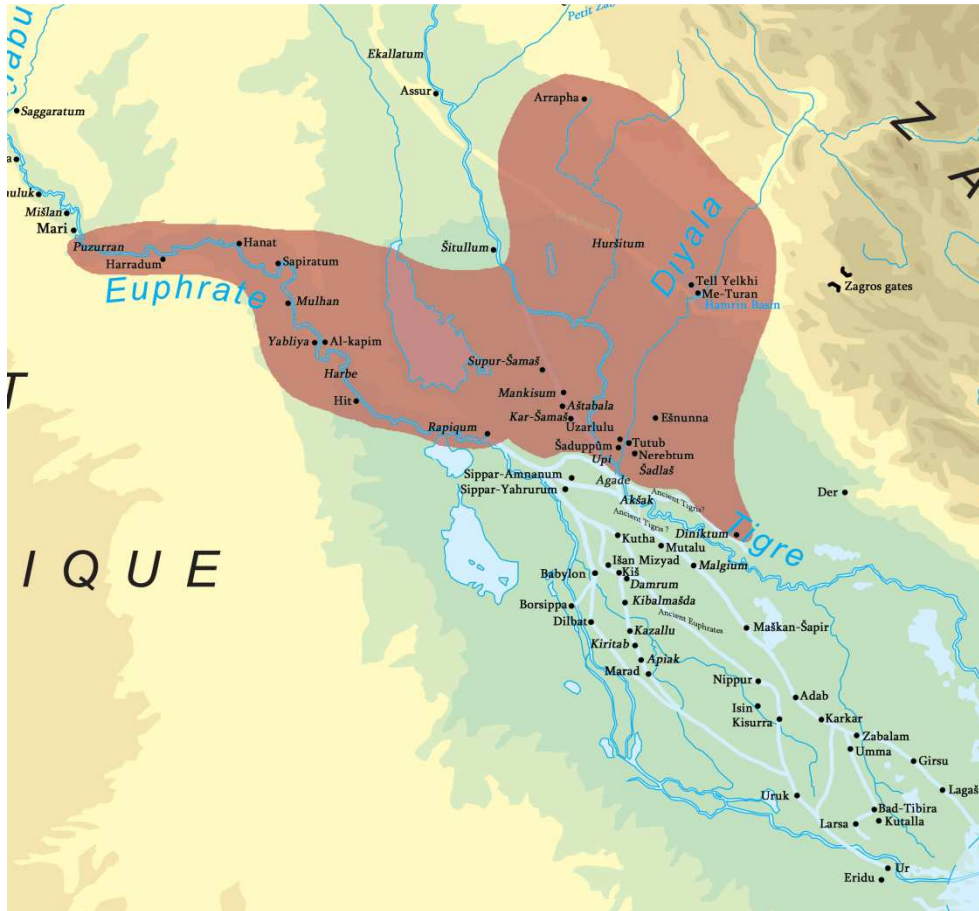 Petit Za
Ekallatum
Assur
Arrapha
Z
A
Saggaratum
Mišlan
Mari
Puzurran
Harradum
Hanat
Sapiratum
Šitullum
Huršitum
Diyala
Tell Yelkhi
Me-Turan
Hamrin Basin
Zagros gates
Euphrate
Mulhan
Yabliya
Al-kapim
Harbe
Hit
Supur-Šamaš
Mankisum
Aštabala
Kar-Šamaš
Uzarlulu
Ešnunna
Rapiqum
Šaduppûm
Tutub
Upi
Nerebtum
Šadlaš
Sippar-Amnanum
Agade
Sippar-Yahrurum
Akšak
Ancient Tigris?
Der
Ancient Tigris ?
Tigre
Diniktum
Kutha
Mutalu
Malgium
Išan Mizyad
Babylon
Kiš
Damrum
IQUE
Borsippa
Kibalmašda
Dilbat
Ancient Euphrates
Kazallu
Maškan-Šapir
Kiritab
Apiak
Marad
Nippur
Adab
Isin
Kisurra
Karkar
Zabalam
Umma
Girsu
Uruk
Lagaš
Bad-Tibira
Larsa
Kutalla
Ur
Eridu